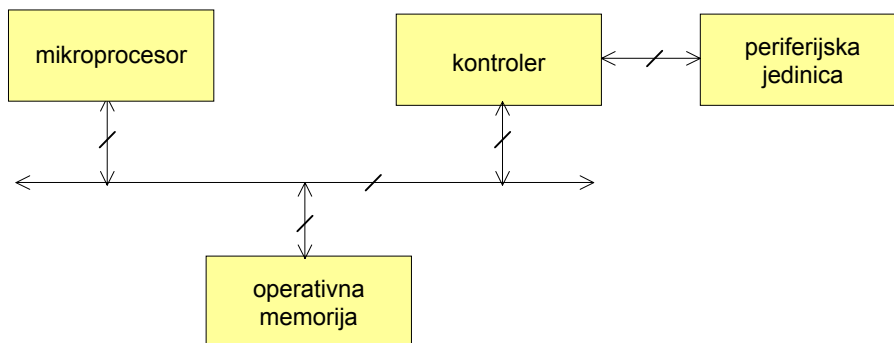 mikroprocesor
kontroler
periferijska
jedinica
operativna
memorija